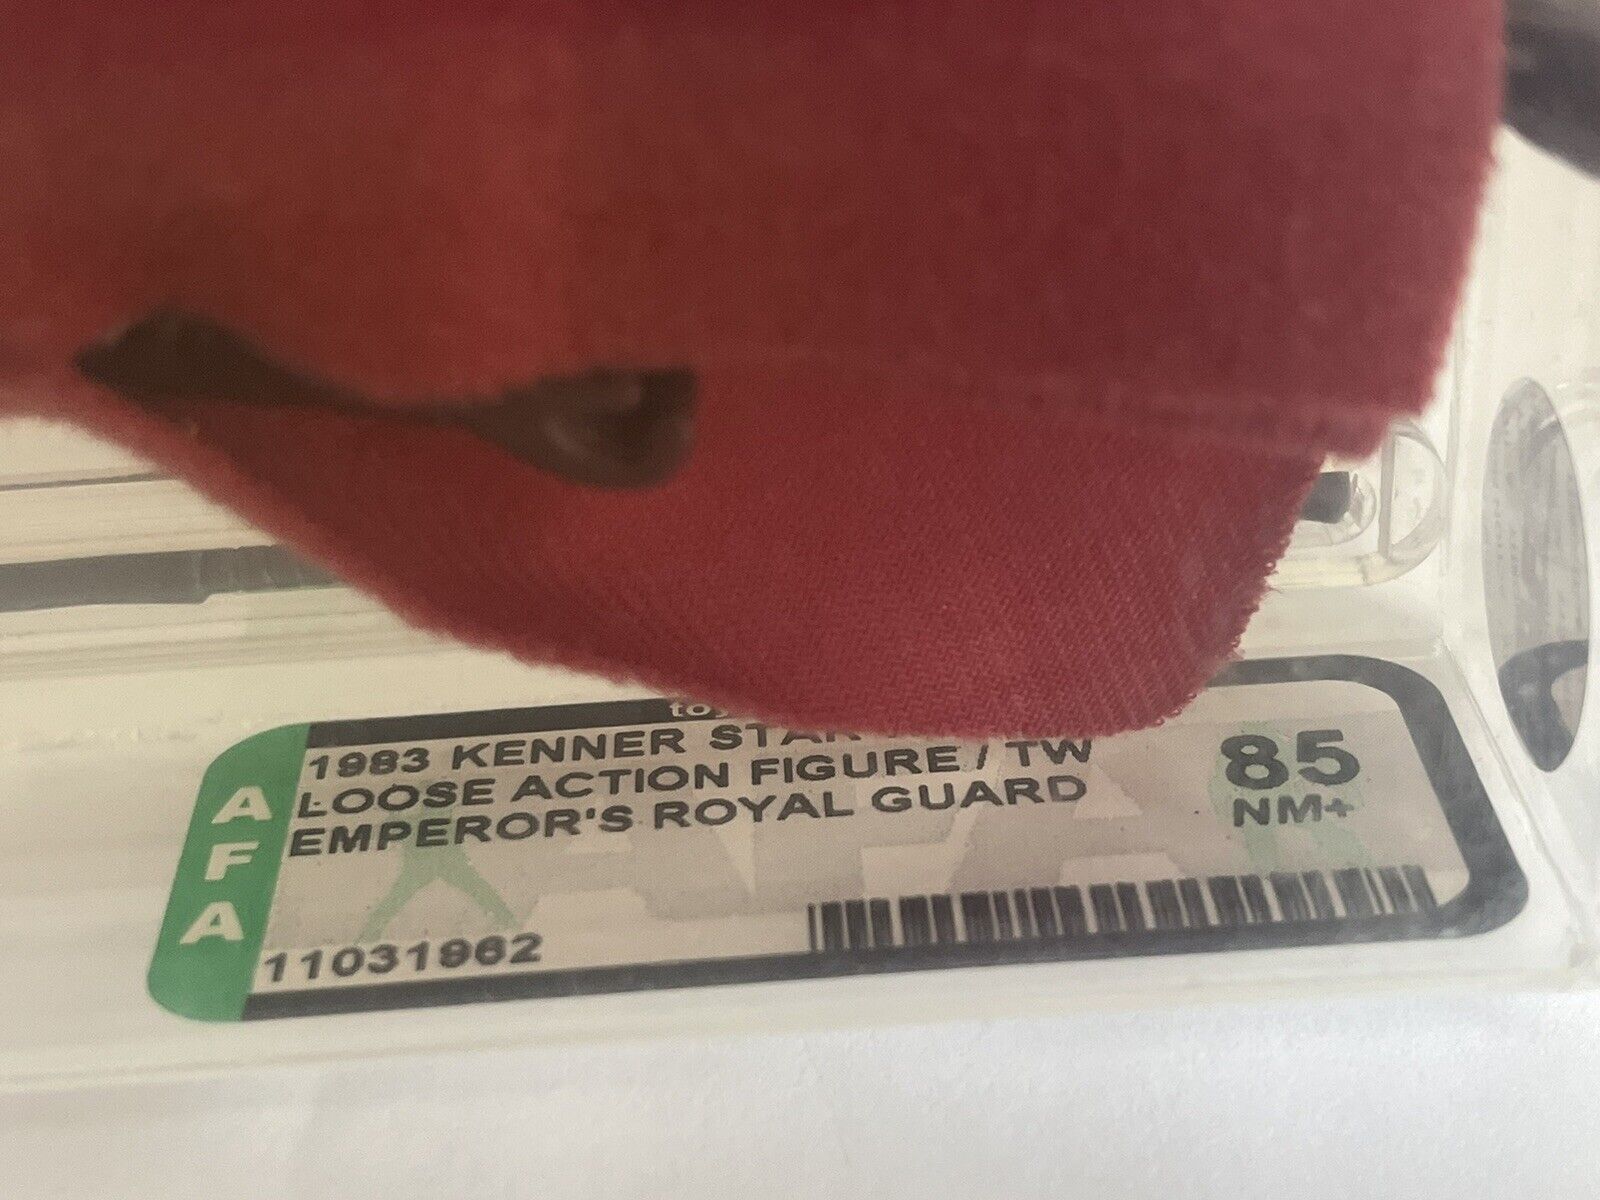 1983 KENNER STAR
LOOSE ACTION FIGURE / TW
EMPEROR'S ROYAL GUARD
85
NM+
AFA
11031962